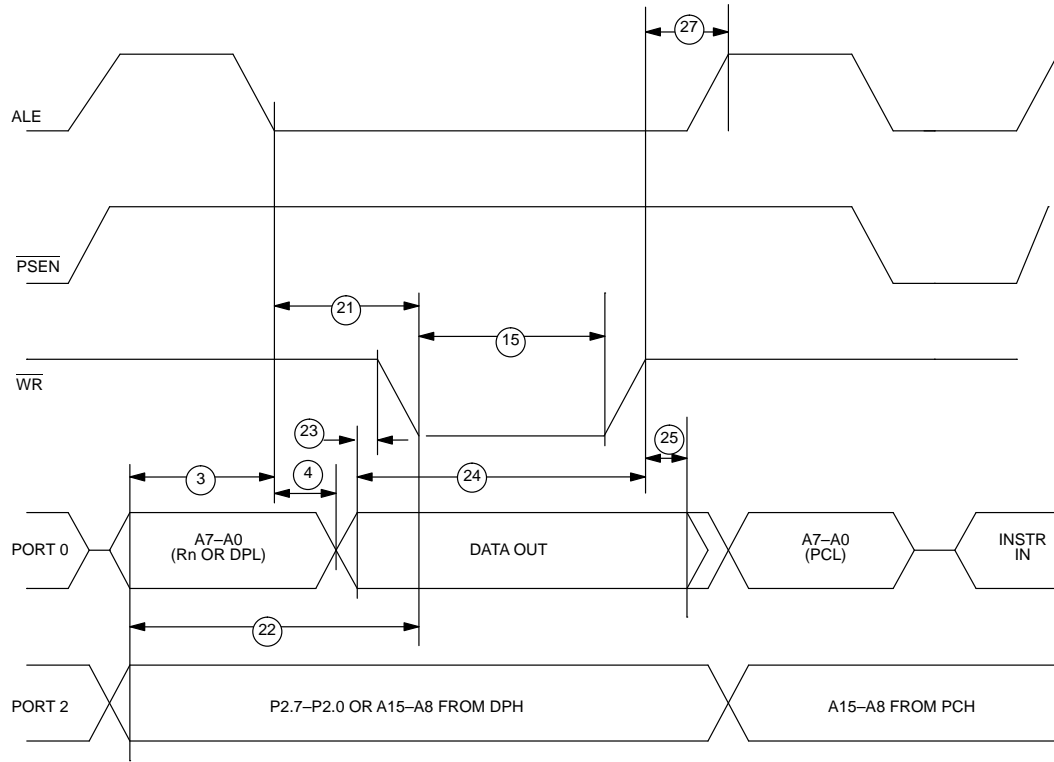 27
ALE
PSEN
21
15
WR
23
25
4
3
24
PORT 0
A7–A0
(Rn OR DPL)
DATA OUT
A7–A0
(PCL)
INSTR
IN
22
PORT 2
P2.7–P2.0 OR A15–A8 FROM DPH
A15–A8 FROM PCH